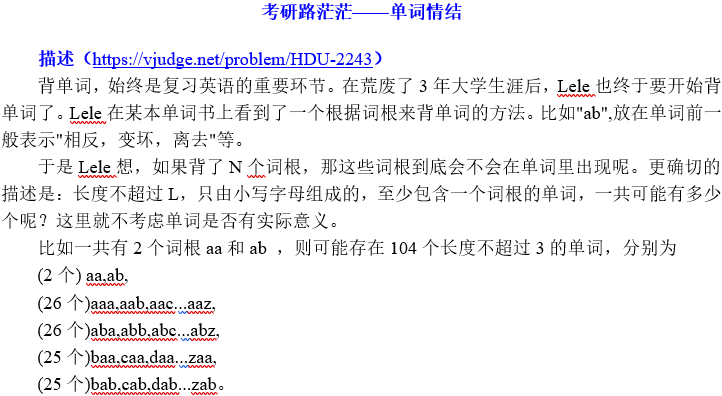 考研路茫茫——单词情结
描述（https://vjudge.net/problem/HDU-2243）
背单词，始终是复习英语的重要环节。在荒废了 3 年大学生涯后，Lele 也终于要开始背
单词了。Lele 在某本单词书上看到了一个根据词根来背单词的方法。比如"ab",放在单词前一
般表示"相反，变坏，离去"等。
于是 Lele 想，如果背了 N 个词根，那这些词根到底会不会在单词里出现呢。更确切的
描述是：长度不超过 L，只由小写字母组成的，至少包含一个词根的单词，一共可能有多少
个呢？这里就不考虑单词是否有实际意义。
比如一共有 2 个词根 aa 和 ab ，则可能存在 104 个长度不超过 3 的单词，分别为
(2 个) aa,ab,
(26 个)aaa,aab,aac...aaz,
(26 个)aba,abb,abc...abz,
(25 个)baa,caa,daa...zaa,
(25 个)bab,cab,dab...zab。